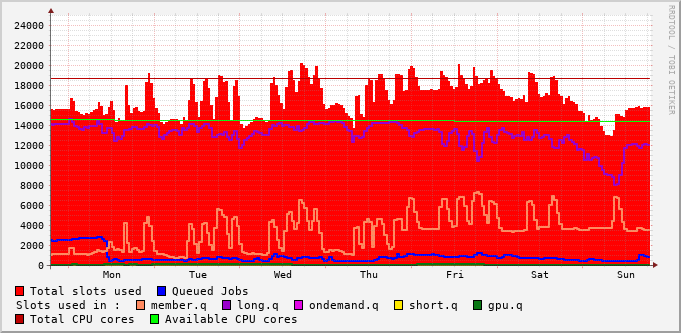 RRDTOOL / TOBI OETIKER
24000
22000
20000
18000
16000
14000
12000
10000
8000
6000
4000
2000
0
Mon Tue Wed Thu Fri Sat Sun
Total slots used Queued Jobs
Slots used in : member.q long.q ondemand.q short.q gpu.q
Total CPU cores Available CPU cores